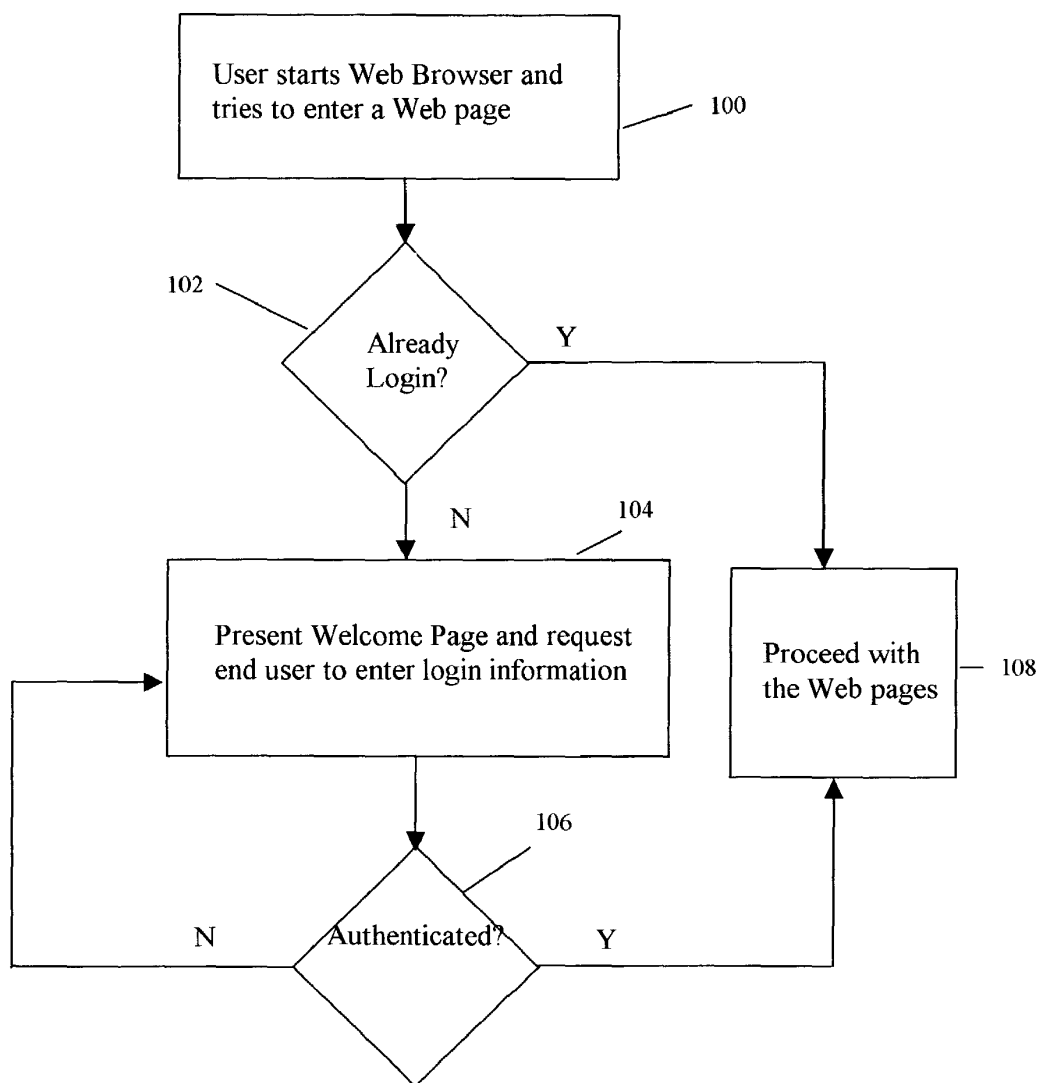 User starts Web Browser and
tries to enter a Web page
100
102
Already
Login?
Y
N
104
Present Welcome Page and request
end user to enter login information
Proceed with
the Web pages
108
106
Authenticated?
N
Y